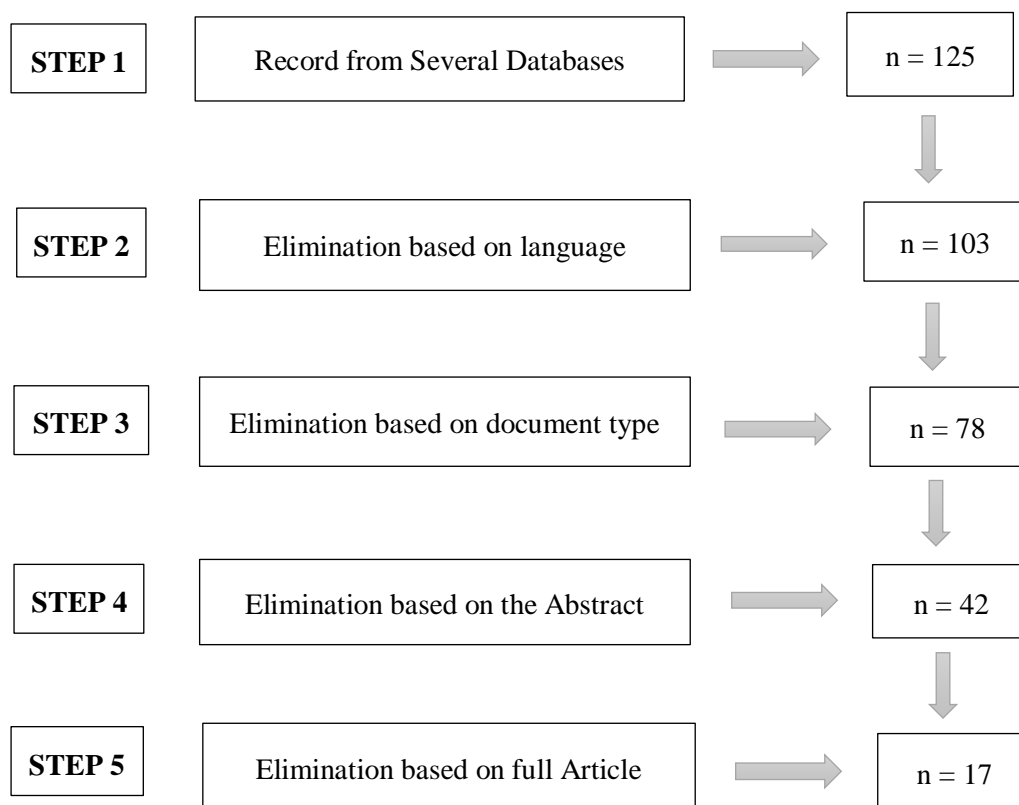 STEP 1
Record from Several Databases
n = 125
STEP 2
Elimination based on language
n = 103
STEP 3
Elimination based on document type
n = 78
STEP 4
Elimination based on the Abstract
n = 42
STEP 5
Elimination based on full Article
n = 17